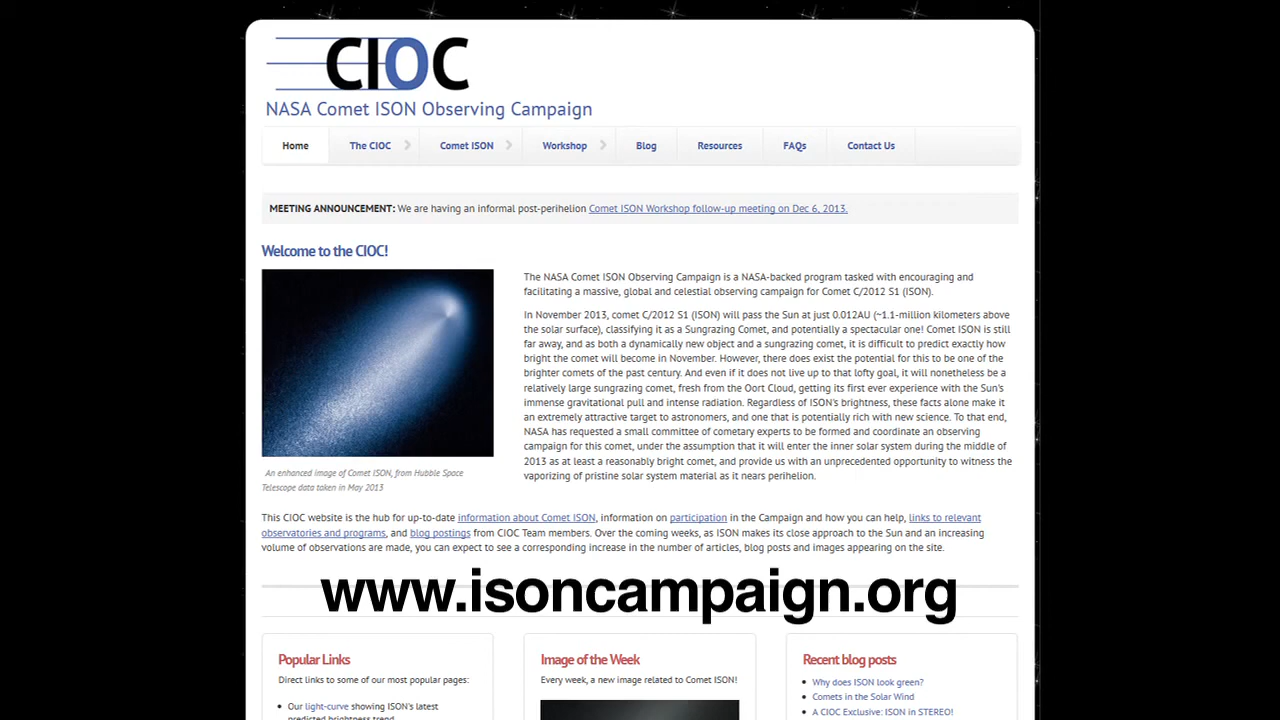 CIOC
NASA Comet ISON Observing Campaign
Home The CIOC Comet ISON Workshop Blog Resources FAQs Contact Us
MEETING ANNOUNCEMENT: We are having an informal post-perihelion Comet ISON Workshop follow-up meeting on Dec 6, 2013.
Welcome to the CIOC!
The NASA Comet ISON Observing Campaign is a NASA-backed program tasked with encouraging and
facilitating a massive, global and celestial observing campaign for Comet C/2012 S1 (ISON).
In November 2013, comet C/2012 S1 (ISON) will pass the Sun at just 0.012AU (~1.1-million kilometers above
the solar surface), classifying it as a Sungrazing Comet, and potentially a spectacular one! Comet ISON is still
far away, and as both a dynamically new object and a sungrazing comet, it is difficult to predict exactly how
bright the comet will become in November. However, there does exist the potential for this to be one of the
brighter comets of the past century. And even if it does not live up to that lofty goal, it will nonetheless be a
relatively large sungrazing comet, fresh from the Oort Cloud, getting its first ever experience with the Sun's
immense gravitational pull and intense radiation. Regardless of ISON's brightness, these facts alone make it
an extremely attractive target to astronomers, and one that is potentially rich with new science. To that end,
NASA has requested a small committee of cometary experts to be formed and coordinate an observing
campaign for this comet, under the assumption that it will enter the inner solar system during the middle of
2013 as at least a reasonably bright comet, and provide us with an unprecedented opportunity to witness the
vaporizing of pristine solar system material as it nears perihelion.
An enhanced image of Comet ISON, from Hubble Space
Telescope data taken in May 2013
This CIOC website is the hub for up-to-date information about Comet ISON, information on participation in the Campaign and how you can help, links to relevant
observatories and programs, and blog postings from CIOC Team members. Over the coming weeks, as ISON makes its close approach to the Sun and an increasing
volume of observations are made, you can expect to see a corresponding increase in the number of articles, blog posts and images appearing on the site.
www.isoncampaign.org
Popular Links
Direct links to some of our most popular pages:
Our light-curve showing ISON's latest
predicted brightness trend
Image of the Week
Every week, a new image related to Comet ISON!
Recent blog posts
Why does ISON look green?
Comets in the Solar Wind
A CIOC Exclusive: ISON in STEREO!